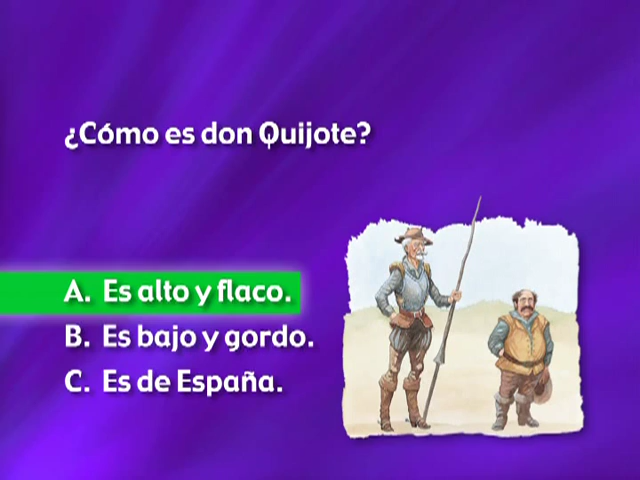 ¿Cómo es don Quijote?
A. Es alto y flaco.
B. Es bajo y gordo.
C. Es de España.